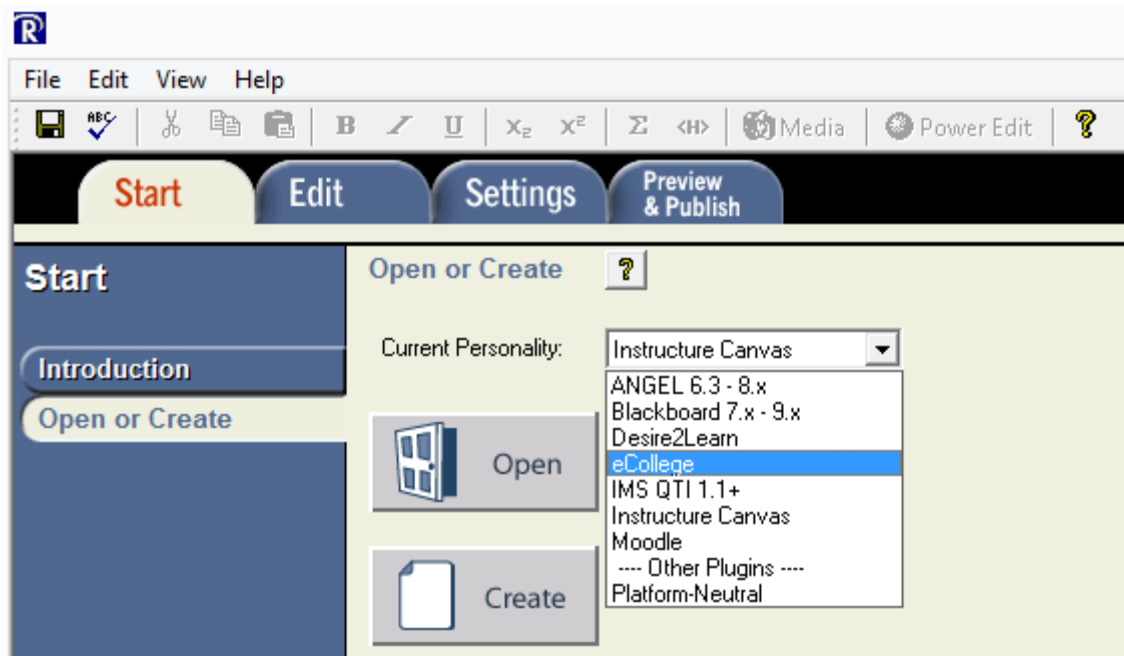 R
File Edit View Help
ABC B I U X₂ X² Σ <H> Media Power Edit ?
Start Edit Settings Preview
& Publish
Start
Introduction
Open or Create
Open or Create ?
Current Personality: Instructure Canvas
ANGEL 6.3 - 8.x
Blackboard 7.x - 9.x
Desire2Learn
eCollege
IMS QTI 1.1+
Instructure Canvas
Moodle
---- Other Plugins ----
Platform-Neutral
Open
Create